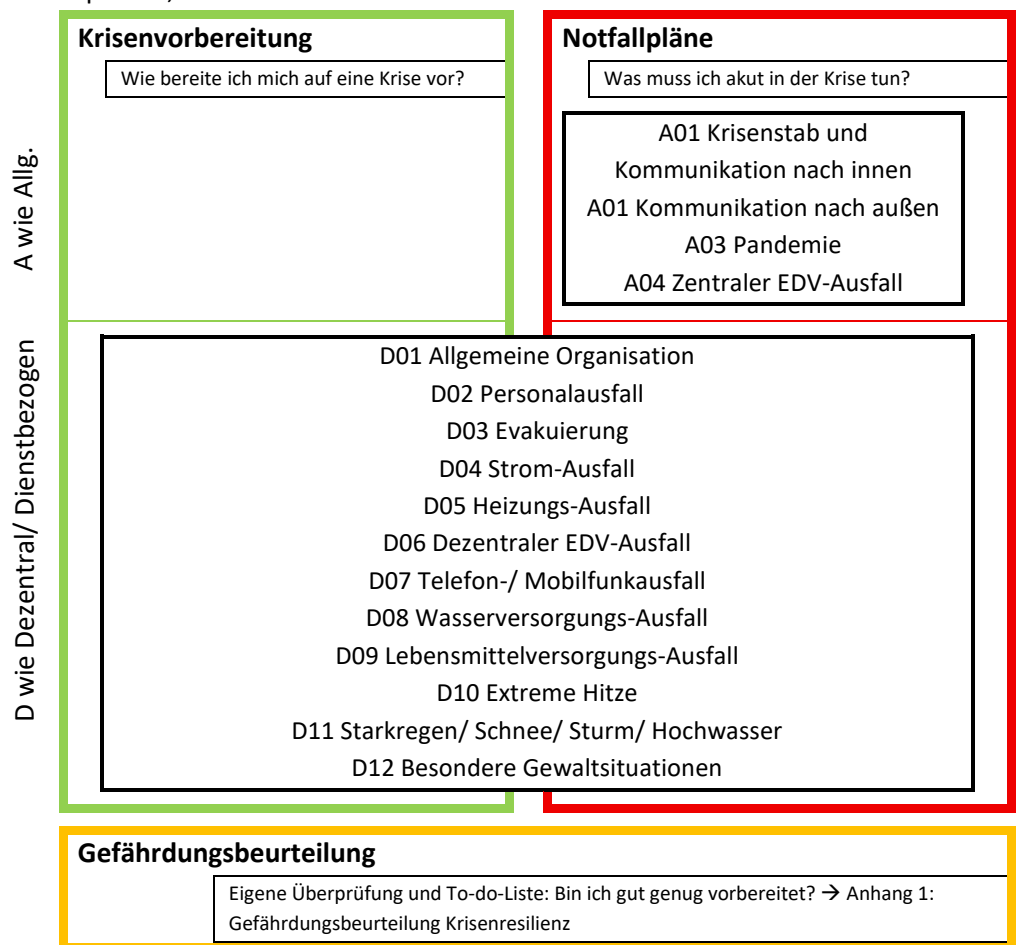 Krisenvorbereitung
Wie bereite ich mich auf eine Krise vor?
Notfallpläne
Was muss ich akut in der Krise tun?
A wie Allg.
A01 Krisenstab und
Kommunikation nach innen
A01 Kommunikation nach außen
A03 Pandemie
A04 Zentraler EDV-Ausfall
D wie Dezentral/ Dienstbezogen
D01 Allgemeine Organisation
D02 Personalausfall
D03 Evakuierung
D04 Strom-Ausfall
D05 Heizungs-Ausfall
D06 Dezentraler EDV-Ausfall
D07 Telefon-/ Mobilfunkausfall
D08 Wasserversorgungs-Ausfall
D09 Lebensmittelversorgungs-Ausfall
D10 Extreme Hitze
D11 Starkregen/ Schnee/ Sturm/ Hochwasser
D12 Besondere Gewaltsituationen
Gefährdungsbeurteilung
Eigene Überprüfung und To-do-Liste: Bin ich gut genug vorbereitet? → Anhang 1:
Gefährdungsbeurteilung Krisenresilienz